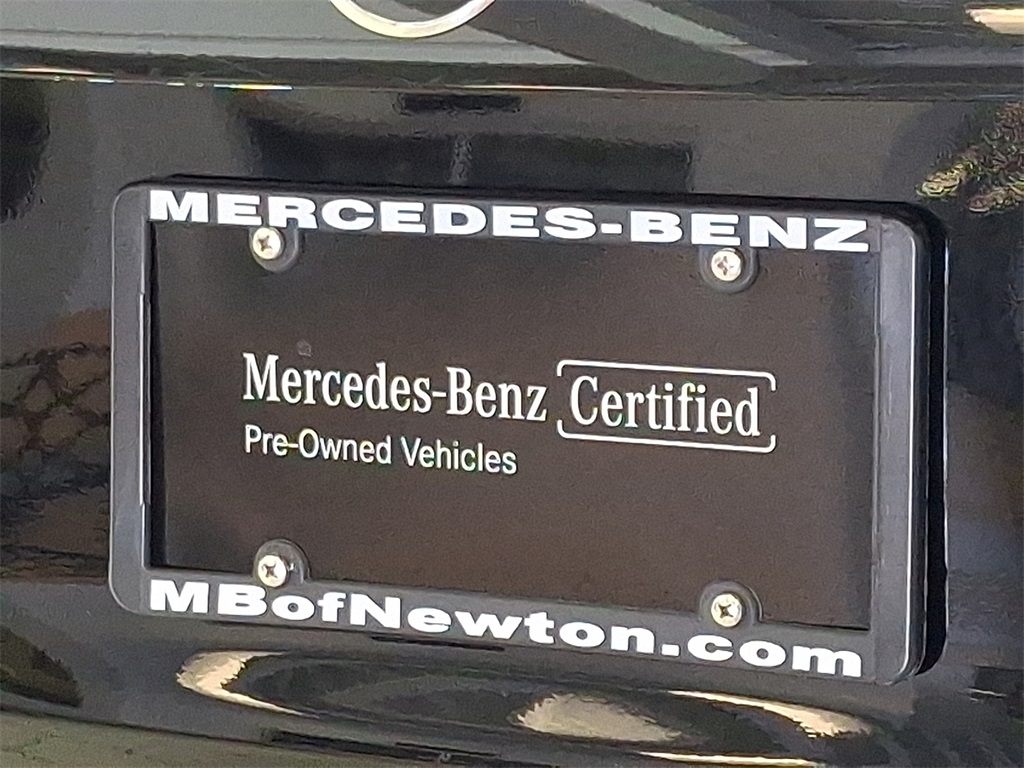 MERCEDES-BENZ
Mercedes-Benz Certified
Pre-Owned Vehicles
MBofNewton.com